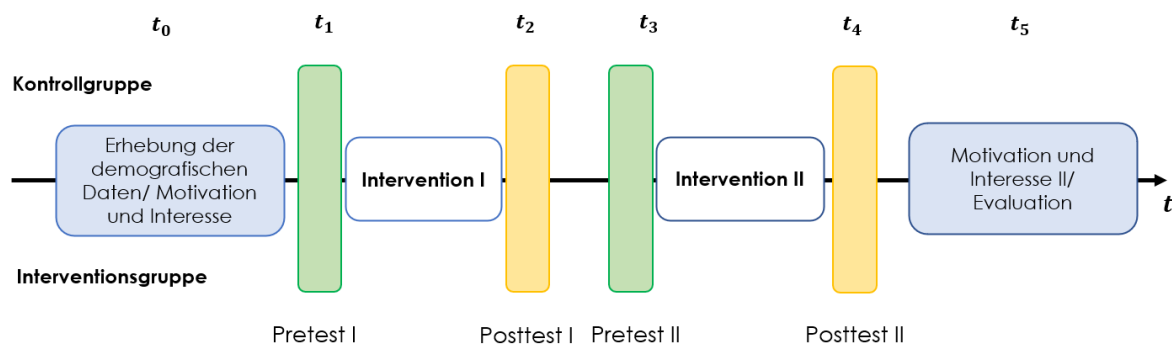 t₀ t₁ t₂ t₃ t₄ t₅
Kontrollgruppe
Erhebung der
demografischen
Daten/ Motivation
und Interesse
Intervention I
Intervention II
Motivation und
Interesse II/
Evaluation
t
Interventionsgruppe
Pretest I
Posttest I
Pretest II
Posttest II